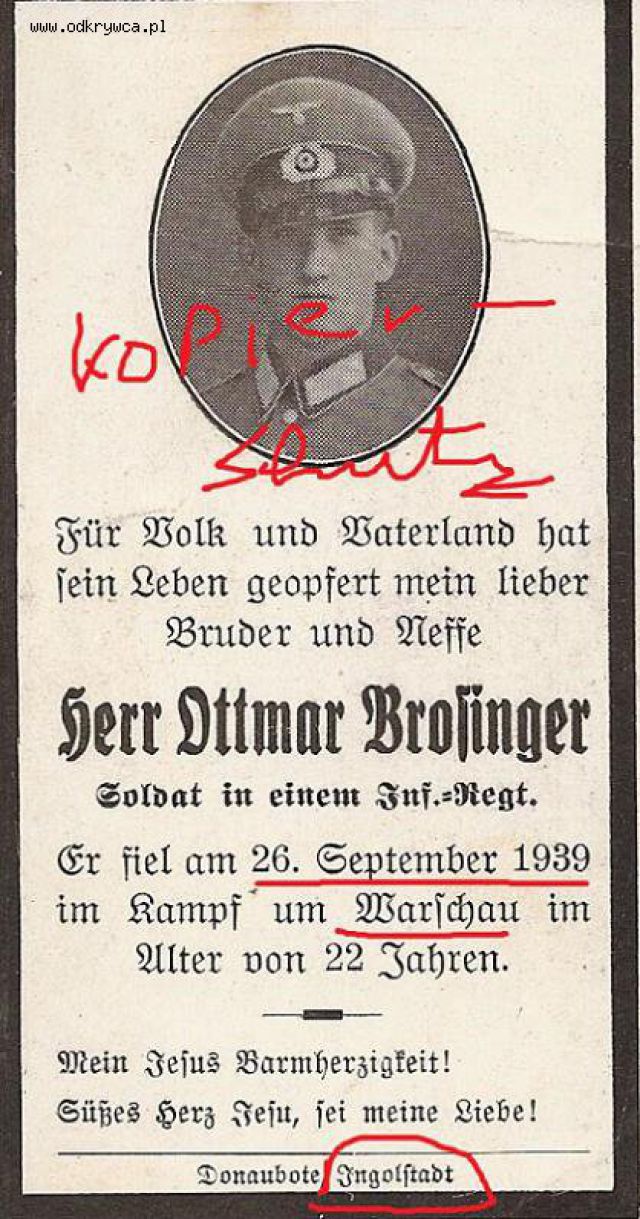 www.odkrywca.pl
Kopier-
schutz
Für Volk und Vaterland hat
sein Leben geopfert mein lieber
Bruder und Neffe
Herr Ottmar Brosinger
Soldat in einem Inf.=Regt.
Er fiel am 26. September 1939
im Kampf um Warschau im
Alter von 22 Jahren.
Mein Jesus Barmherzigkeit!
Süßes Herz Jesu, sei meine Liebe!
Donaubote Ingolstadt